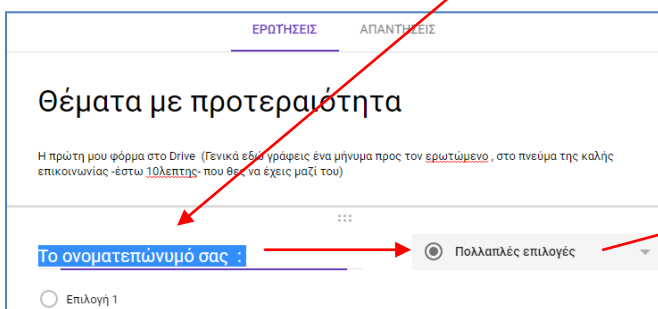 ΕΡΩΤΗΣΕΙΣ ΑΠΑΝΤΗΣΕΙΣ
Θέματα με προτεραιότητα
Η πρώτη μου φόρμα στο Drive (Γενικά εδώ γράφεις ένα μήνυμα προς τον ερωτώμενο , στο πνεύμα της καλής
επικοινωνίας -έστω 10λεπτης- που θες να έχεις μαζί του)
Το ονοματεπώνυμό σας :
Πολλαπλές επιλογές
Επιλογή 1